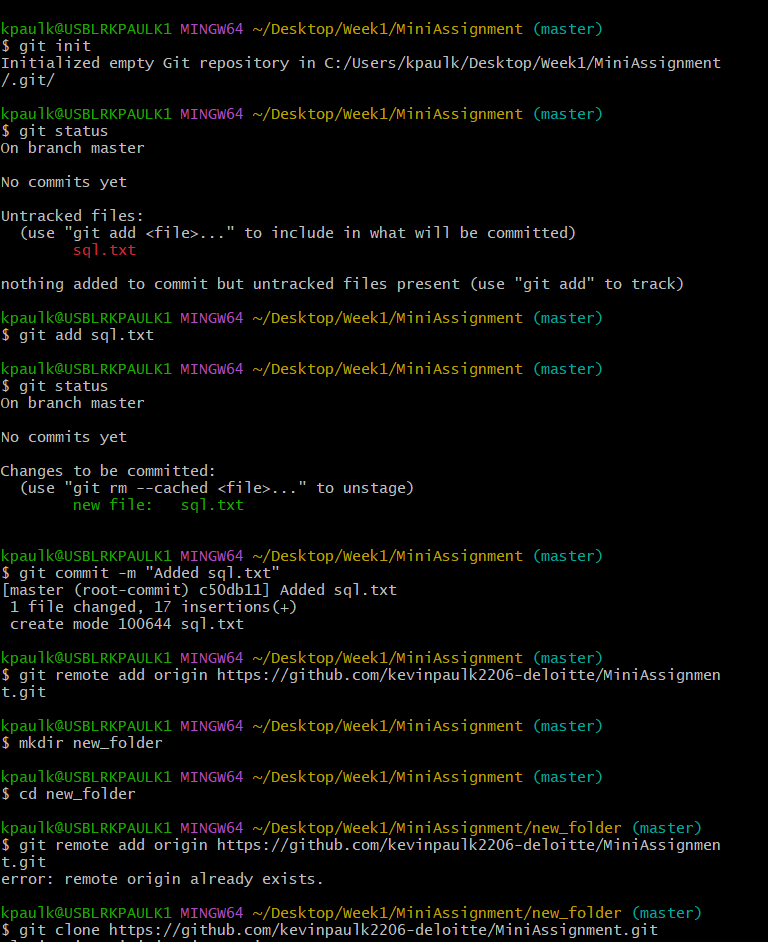 kpaulk@USBLRKPAULK1 MINGW64 ~/Desktop/Week1/MiniAssignment (master)
$ git init
Initialized empty Git repository in C:/Users/kpaulk/Desktop/Week1/MiniAssignment
/.git/
kpaulk@USBLRKPAULK1 MINGW64 ~/Desktop/Week1/MiniAssignment (master)
$ git status
On branch master
No commits yet
Untracked files:
  (use "git add <file>..." to include in what will be committed)
        sql.txt
nothing added to commit but untracked files present (use "git add" to track)
kpaulk@USBLRKPAULK1 MINGW64 ~/Desktop/Week1/MiniAssignment (master)
$ git add sql.txt
kpaulk@USBLRKPAULK1 MINGW64 ~/Desktop/Week1/MiniAssignment (master)
$ git status
On branch master
No commits yet
Changes to be committed:
  (use "git rm --cached <file>..." to unstage)
        new file:   sql.txt
kpaulk@USBLRKPAULK1 MINGW64 ~/Desktop/Week1/MiniAssignment (master)
$ git commit -m "Added sql.txt"
[master (root-commit) c50db11] Added sql.txt
 1 file changed, 17 insertions(+)
 create mode 100644 sql.txt
kpaulk@USBLRKPAULK1 MINGW64 ~/Desktop/Week1/MiniAssignment (master)
$ git remote add origin https://github.com/kevinpaulk2206-deloitte/MiniAssignmen
t.git
kpaulk@USBLRKPAULK1 MINGW64 ~/Desktop/Week1/MiniAssignment (master)
$ mkdir new_folder
kpaulk@USBLRKPAULK1 MINGW64 ~/Desktop/Week1/MiniAssignment (master)
$ cd new_folder
kpaulk@USBLRKPAULK1 MINGW64 ~/Desktop/Week1/MiniAssignment/new_folder (master)
$ git remote add origin https://github.com/kevinpaulk2206-deloitte/MiniAssignmen
t.git
error: remote origin already exists.
kpaulk@USBLRKPAULK1 MINGW64 ~/Desktop/Week1/MiniAssignment/new_folder (master)
$ git clone https://github.com/kevinpaulk2206-deloitte/MiniAssignment.git